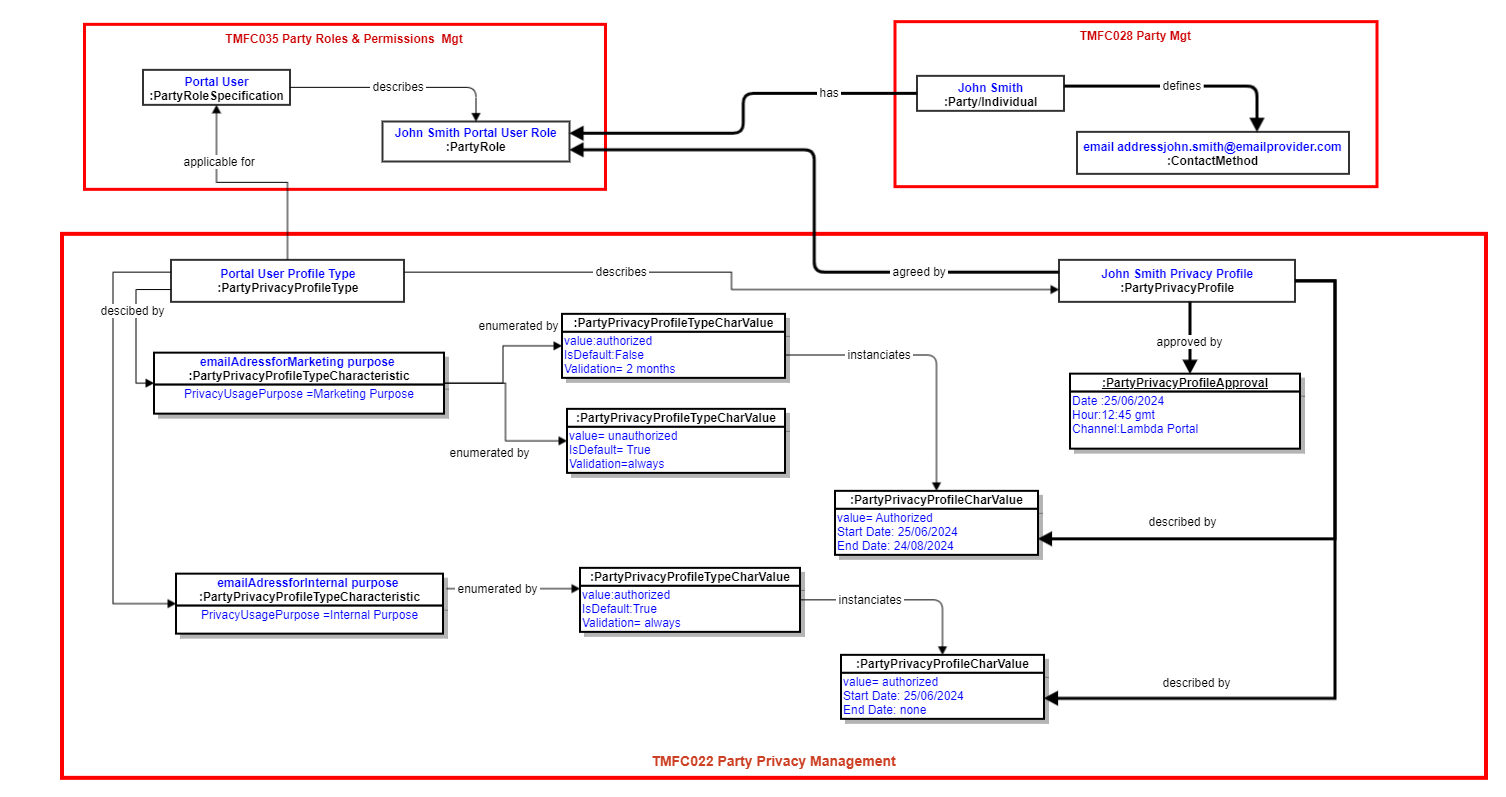 TMFC035 Party Roles & Permissions  Mgt
Portal User
:PartyRoleSpecification
describes
John Smith Portal User Role
:PartyRole
applicable for
has
TMFC028 Party Mgt
John Smith
:Party/Individual
defines
email addressjohn.smith@emailprovider.com
:ContactMethod
Portal User Profile Type
:PartyPrivacyProfileType
describes
agreed by
John Smith Privacy Profile
:PartyPrivacyProfile
descibed by
enumerated by
:PartyPrivacyProfileTypeCharValue
value:authorized
IsDefault:False
Validation= 2 months
instanciates
approved by
emailAdressforMarketing purpose
:PartyPrivacyProfileTypeCharacteristic
PrivacyUsagePurpose =Marketing Purpose
:PartyPrivacyProfileApproval
Date :25/06/2024
Hour:12:45 gmt
Channel:Lambda Portal
:PartyPrivacyProfileTypeCharValue
value= unauthorized
IsDefault= True
Validation=always
enumerated by
:PartyPrivacyProfileCharValue
value= Authorized
Start Date: 25/06/2024
End Date: 24/08/2024
described by
emailAdressforInternal purpose
:PartyPrivacyProfileTypeCharacteristic
PrivacyUsagePurpose =Internal Purpose
enumerated by
:PartyPrivacyProfileTypeCharValue
value:authorized
IsDefault:True
Validation= always
instanciates
:PartyPrivacyProfileCharValue
value= authorized
Start Date: 25/06/2024
End Date: none
described by
TMFC022 Party Privacy Management